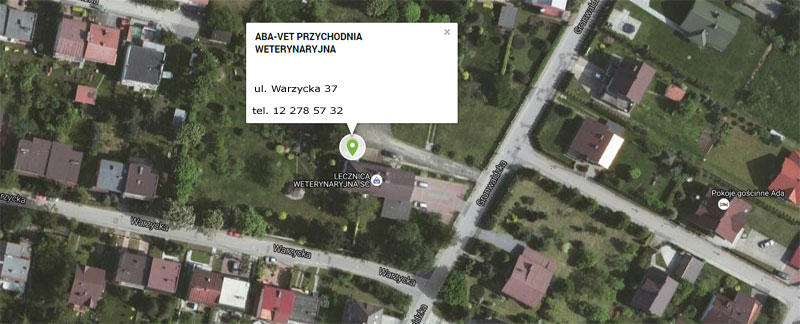 ABA-VET PRZYCHODNIA
WETERYNARYJNA
×
ul. Warzycka 37
tel. 12 278 57 32
Grunwaldzka
LECZNICA
WETERYNARYJNA SC
Grunwaldzka
Pokoje gościnne Ada
Warzycka
Warzycka
Warzycka